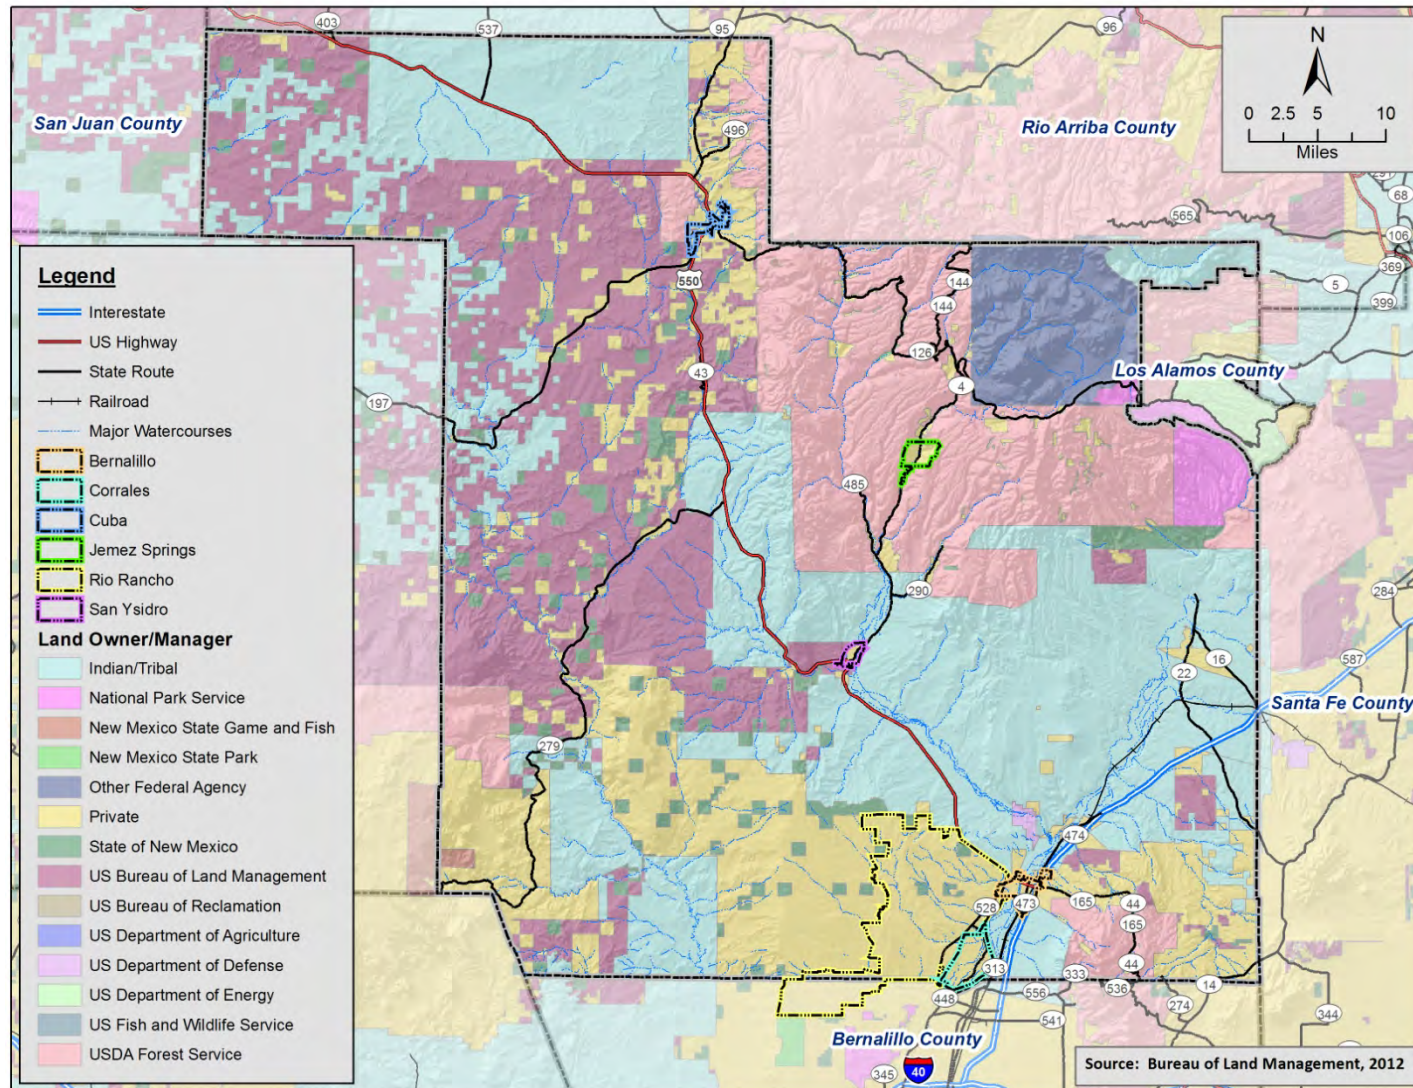 403
537
95
96
N
0 2.5 5 10
Miles
San Juan County
Rio Arriba County
496
68
565
106
369
5
399
Legend
Interstate
US Highway
State Route
Railroad
Major Watercourses
Bernalillo
Corrales
Cuba
Jemez Springs
Rio Rancho
San Ysidro
Land Owner/Manager
Indian/Tribal
National Park Service
New Mexico State Game and Fish
New Mexico State Park
Other Federal Agency
Private
State of New Mexico
US Bureau of Land Management
US Bureau of Reclamation
US Department of Agriculture
US Department of Defense
US Department of Energy
US Fish and Wildlife Service
USDA Forest Service
550
144
144
126
43
4
Los Alamos County
197
485
290
284
587
16
22
Santa Fe County
279
474
528
473
165
44
165
44
313
333
536
14
448
556
274
541
344
Bernalillo County
345
40
Source: Bureau of Land Management, 2012